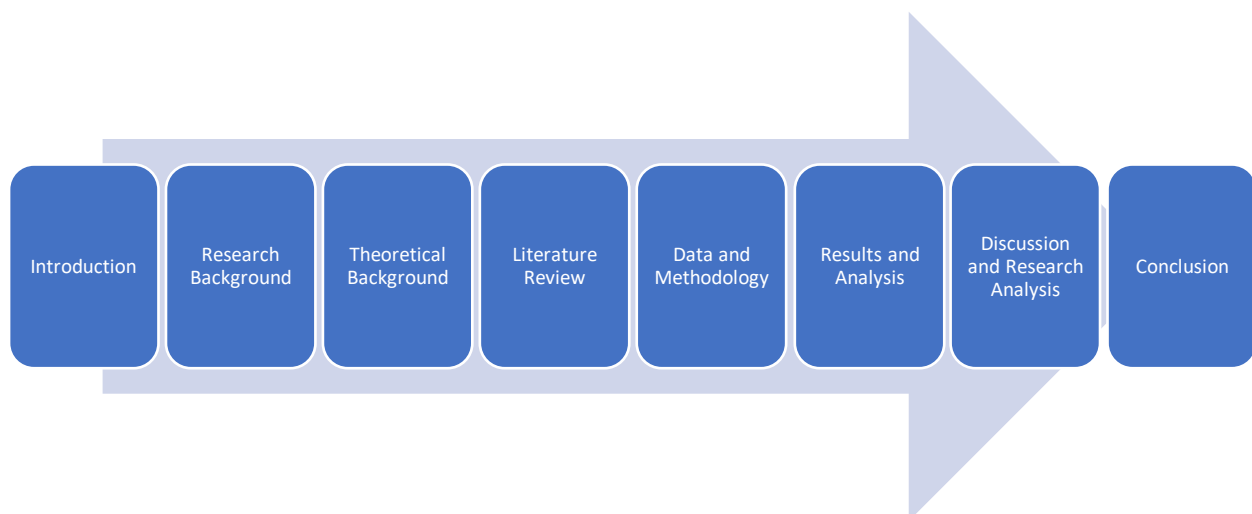 Introduction
Research
Background
Theoretical
Background
Literature
Review
Data and
Methodology
Results and
Analysis
Discussion
and Research
Analysis
Conclusion